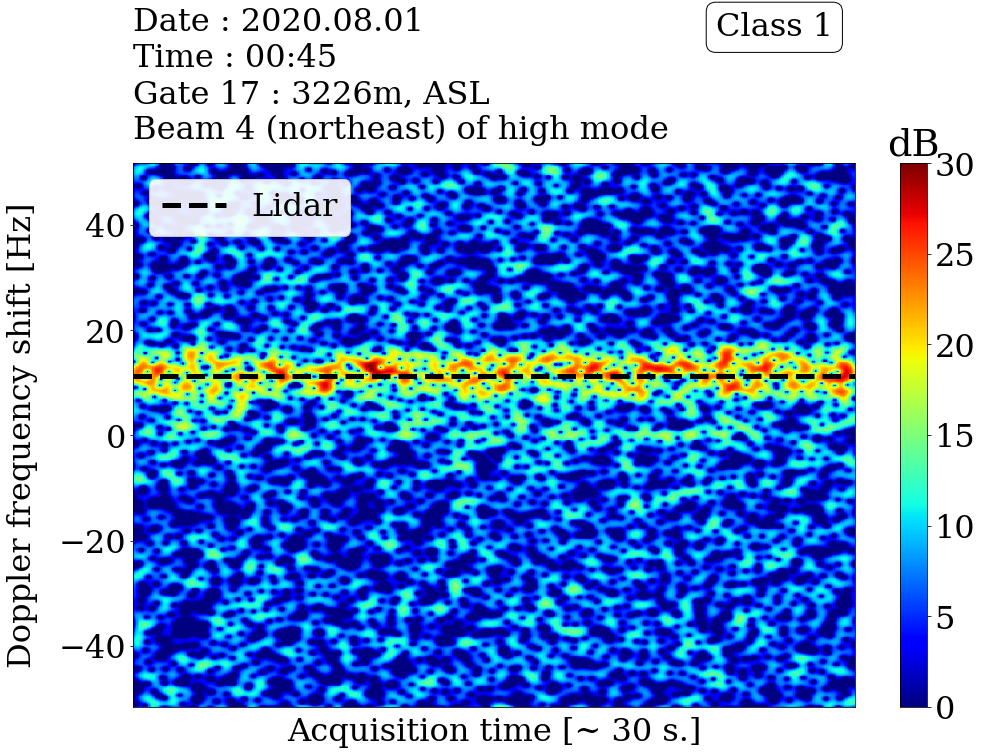 Date : 2020.08.01
Time : 00:45
Gate 17 : 3226m, ASL
Beam 4 (northeast) of high mode
Class 1
dB
Lidar
Doppler frequency shift [Hz]
40
20
0
−20
−40
30
25
20
15
10
5
0
Acquisition time [~ 30 s.]